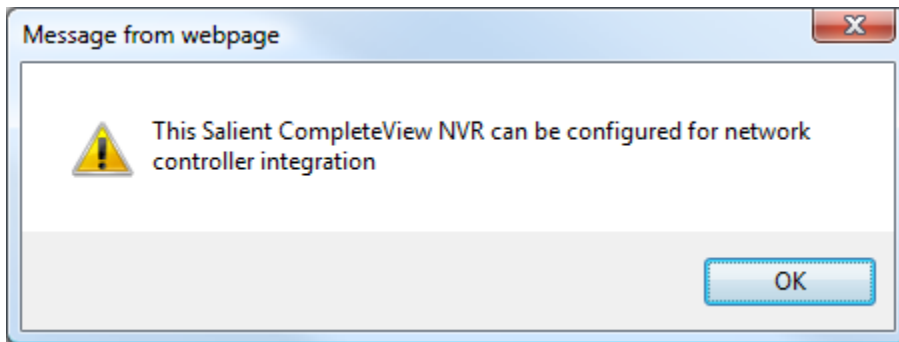 Message from webpage
This Salient CompleteView NVR can be configured for network
controller integration
OK